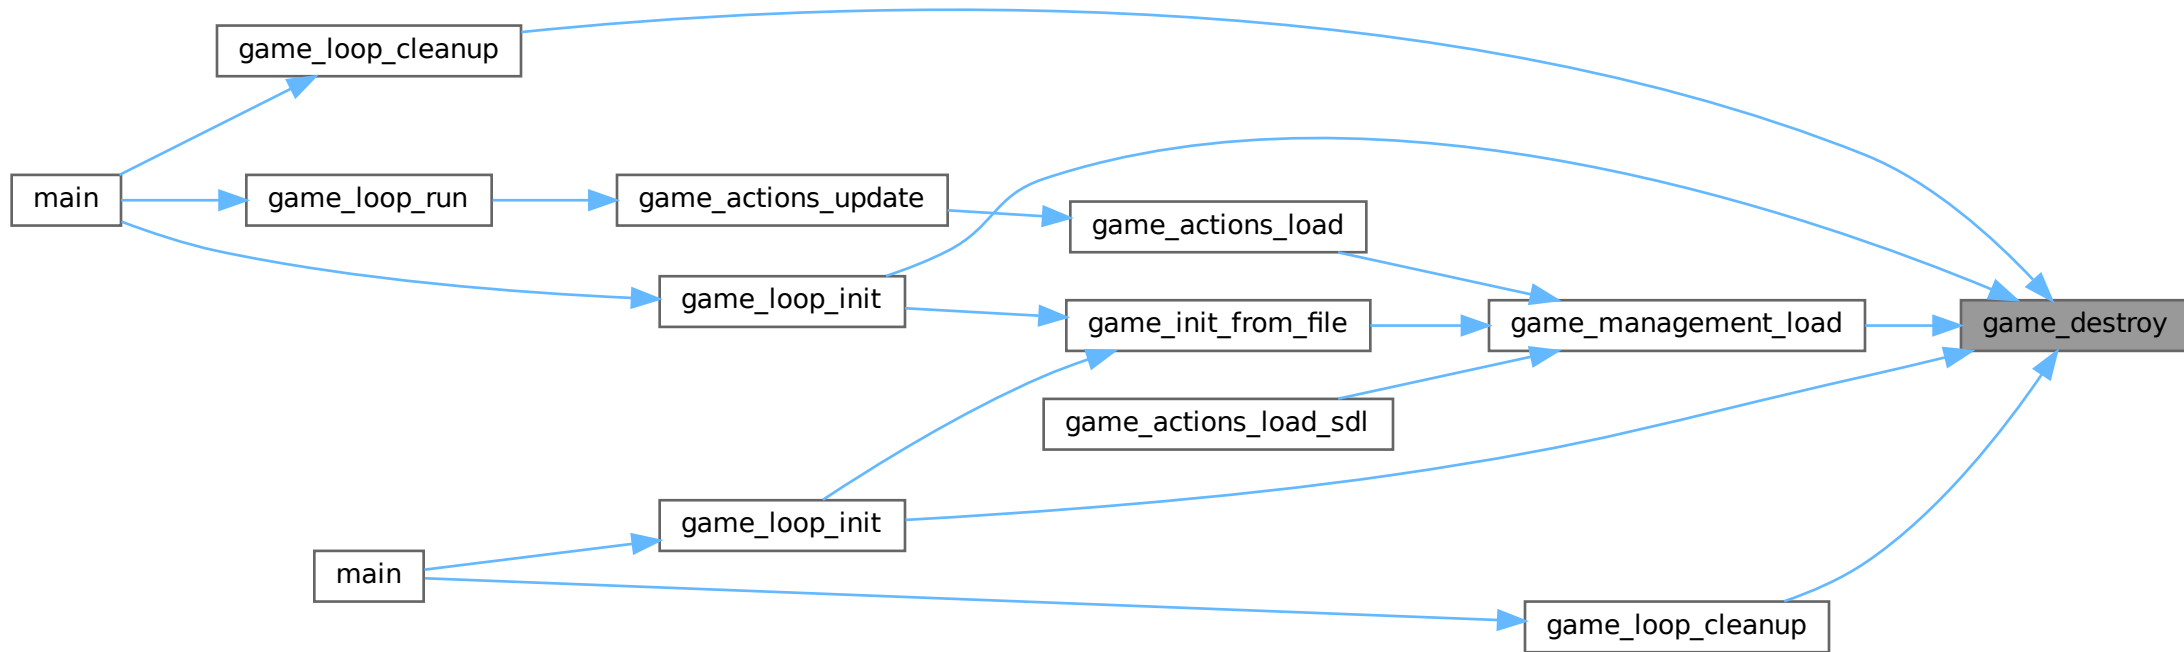 game_loop_cleanup
main
game_loop_run
game_actions_update
game_actions_load
game_loop_init
game_init_from_file
game_management_load
game_destroy
game_actions_load_sdl
game_loop_init
main
game_loop_cleanup